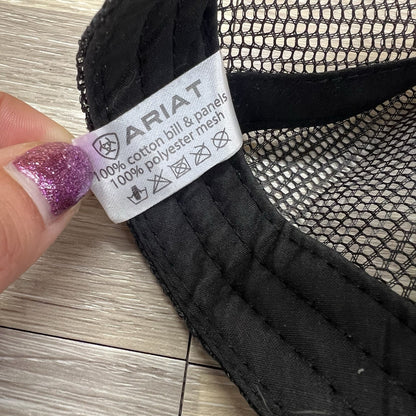 ARIAT
100% cotton bill & panels
100% polyester mesh